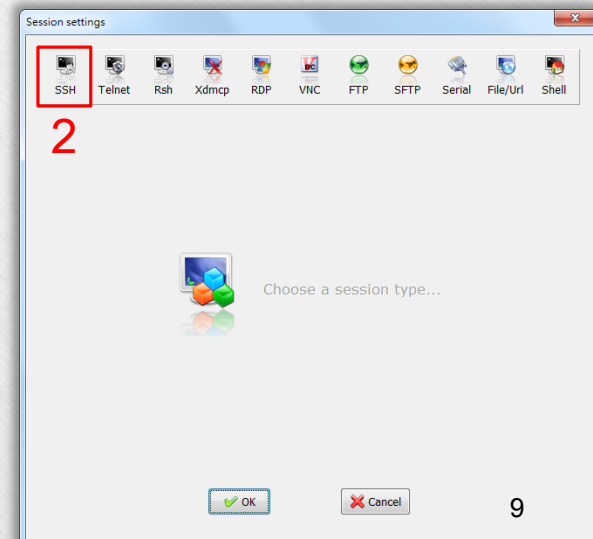 Session settings
SSH Telnet Rsh Xdmcp RDP VNC FTP SFTP Serial File/Url Shell
2
Choose a session type...
OK Cancel
9